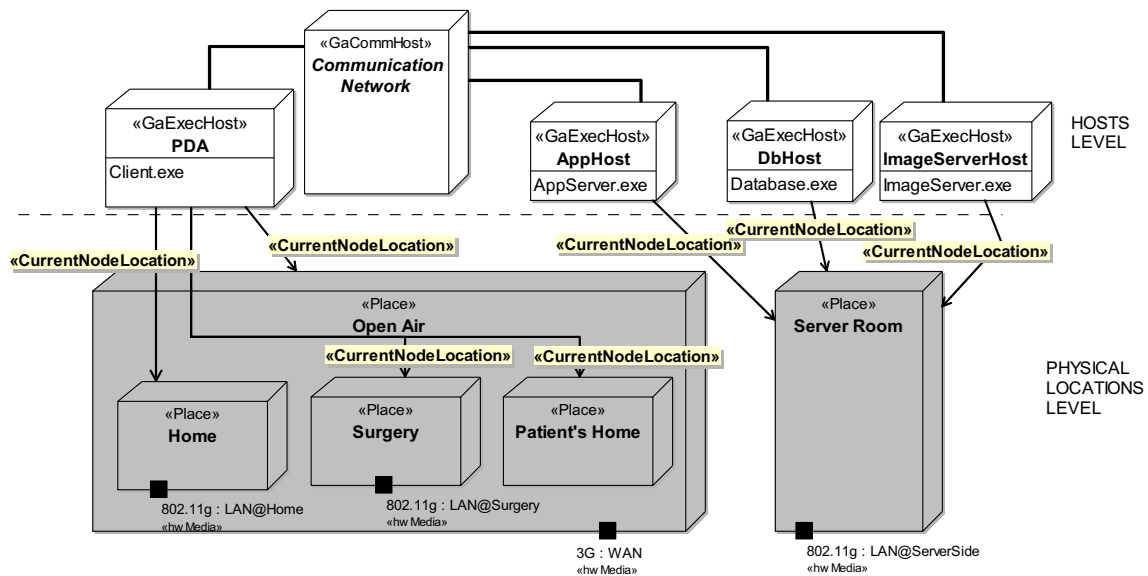 «GaCommHost»
Communication
Network
«GaExecHost»
PDA
Client.exe
«GaExecHost»
AppHost
AppServer.exe
«GaExecHost»
DbHost
Database.exe
«GaExecHost»
ImageServerHost
ImageServer.exe
HOSTS
LEVEL
«CurrentNodeLocation»
«CurrentNodeLocation»
«CurrentNodeLocation»
«CurrentNodeLocation»
«CurrentNodeLocation»
«Place»
Open Air
«Place»
Server Room
«CurrentNodeLocation»
«CurrentNodeLocation»
PHYSICAL
LOCATIONS
LEVEL
«Place»
Home
«Place»
Surgery
«Place»
Patient's Home
802.11g : LAN@Home
«hw Media»
802.11g : LAN@Surgery
«hw Media»
3G : WAN
«hw Media»
802.11g : LAN@ServerSide
«hw Media»